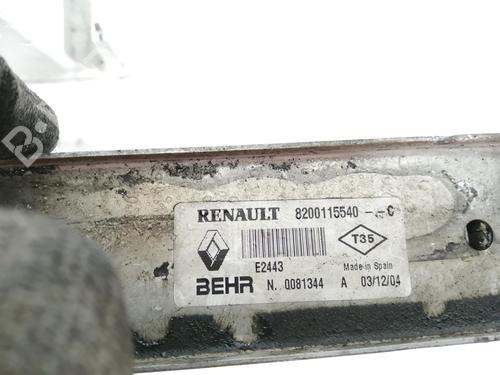 RENAULT 8200115540--C
T35
E2443 Made in Spain
BEHR N. 0081344 A 03/12/04